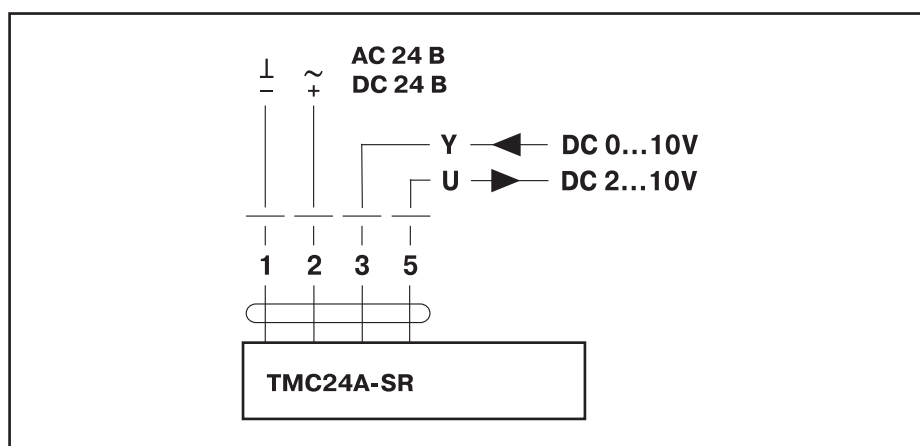 ⊥ ~ AC 24 В
− + DC 24 В
Y DC 0...10V
U DC 2...10V
1 2 3 5
TMC24A-SR